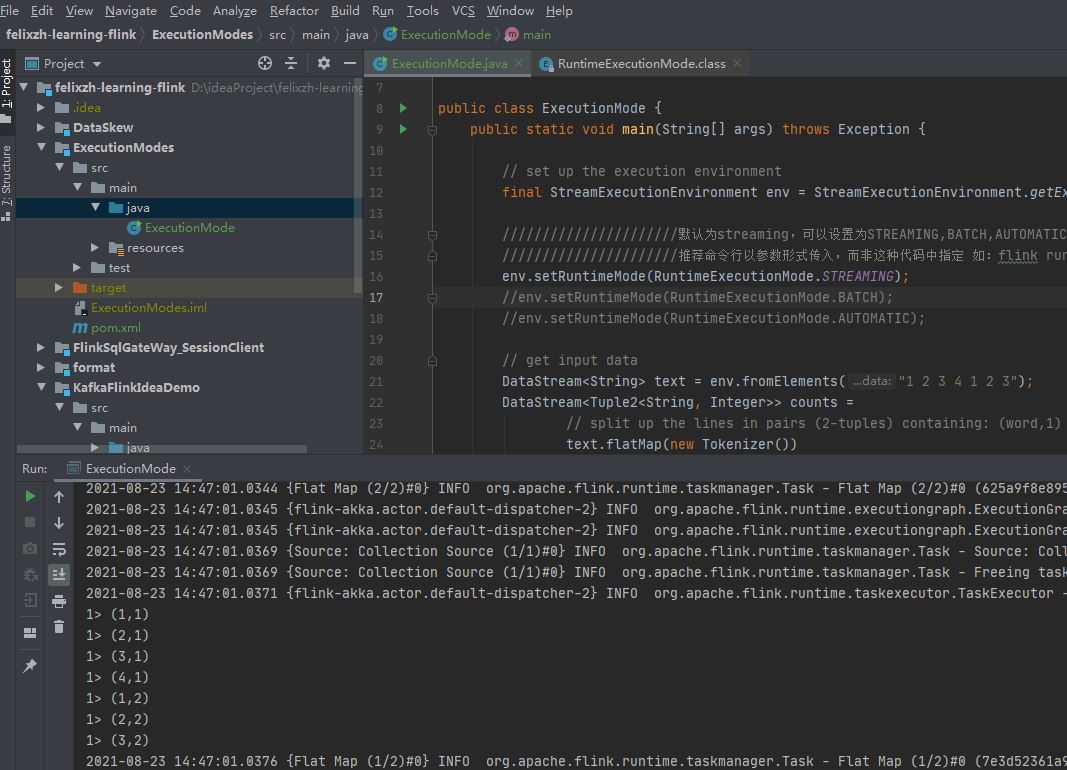 File Edit View Navigate Code Analyze Refactor Build Run Tools VCS Window Help
felixzh-learning-flink ExecutionModes src main java ExecutionMode main
1: Project
7: Structure
Project
felixzh-learning-flink D:\ideaProject\felixzh-learning
.idea
DataSkew
ExecutionModes
src
main
java
ExecutionMode
resources
test
target
ExecutionModes.iml
pom.xml
FlinkSqlGateWay_SessionClient
format
KafkaFlinkIdeaDemo
src
main
java
ExecutionMode.java RuntimeExecutionMode.class
7
8 public class ExecutionMode {
9 public static void main(String[] args) throws Exception {
10
11 // set up the execution environment
12 final StreamExecutionEnvironment env = StreamExecutionEnvironment.getEx
13
14 //////////////////////默认为streaming，可以设置为STREAMING,BATCH,AUTOMATIC
15 //////////////////////推荐命令行以参数形式传入，而非这种代码中指定 如：flink run
16 env.setRuntimeMode(RuntimeExecutionMode.STREAMING);
17 //env.setRuntimeMode(RuntimeExecutionMode.BATCH);
18 //env.setRuntimeMode(RuntimeExecutionMode.AUTOMATIC);
19
20 // get input data
21 DataStream<String> text = env.fromElements( ...data: "1 2 3 4 1 2 3");
22 DataStream<Tuple2<String, Integer>> counts =
23 // split up the lines in pairs (2-tuples) containing: (word,1)
24 text.flatMap(new Tokenizer())
Run: ExecutionMode
2021-08-23 14:47:01.0344 {Flat Map (2/2)#0} INFO org.apache.flink.runtime.taskmanager.Task - Flat Map (2/2)#0 (625a9f8e895
2021-08-23 14:47:01.0345 {flink-akka.actor.default-dispatcher-2} INFO org.apache.flink.runtime.executiongraph.ExecutionGra
2021-08-23 14:47:01.0345 {flink-akka.actor.default-dispatcher-2} INFO org.apache.flink.runtime.executiongraph.ExecutionGra
2021-08-23 14:47:01.0369 {Source: Collection Source (1/1)#0} INFO org.apache.flink.runtime.taskmanager.Task - Source: Coll
2021-08-23 14:47:01.0369 {Source: Collection Source (1/1)#0} INFO org.apache.flink.runtime.taskmanager.Task - Freeing task
2021-08-23 14:47:01.0371 {flink-akka.actor.default-dispatcher-2} INFO org.apache.flink.runtime.taskexecutor.TaskExecutor -
1> (1,1)
1> (2,1)
1> (3,1)
1> (4,1)
1> (1,2)
1> (2,2)
1> (3,2)
2021-08-23 14:47:01.0376 {Flat Map (1/2)#0} INFO org.apache.flink.runtime.taskmanager.Task - Flat Map (1/2)#0 (7e3d52361a9